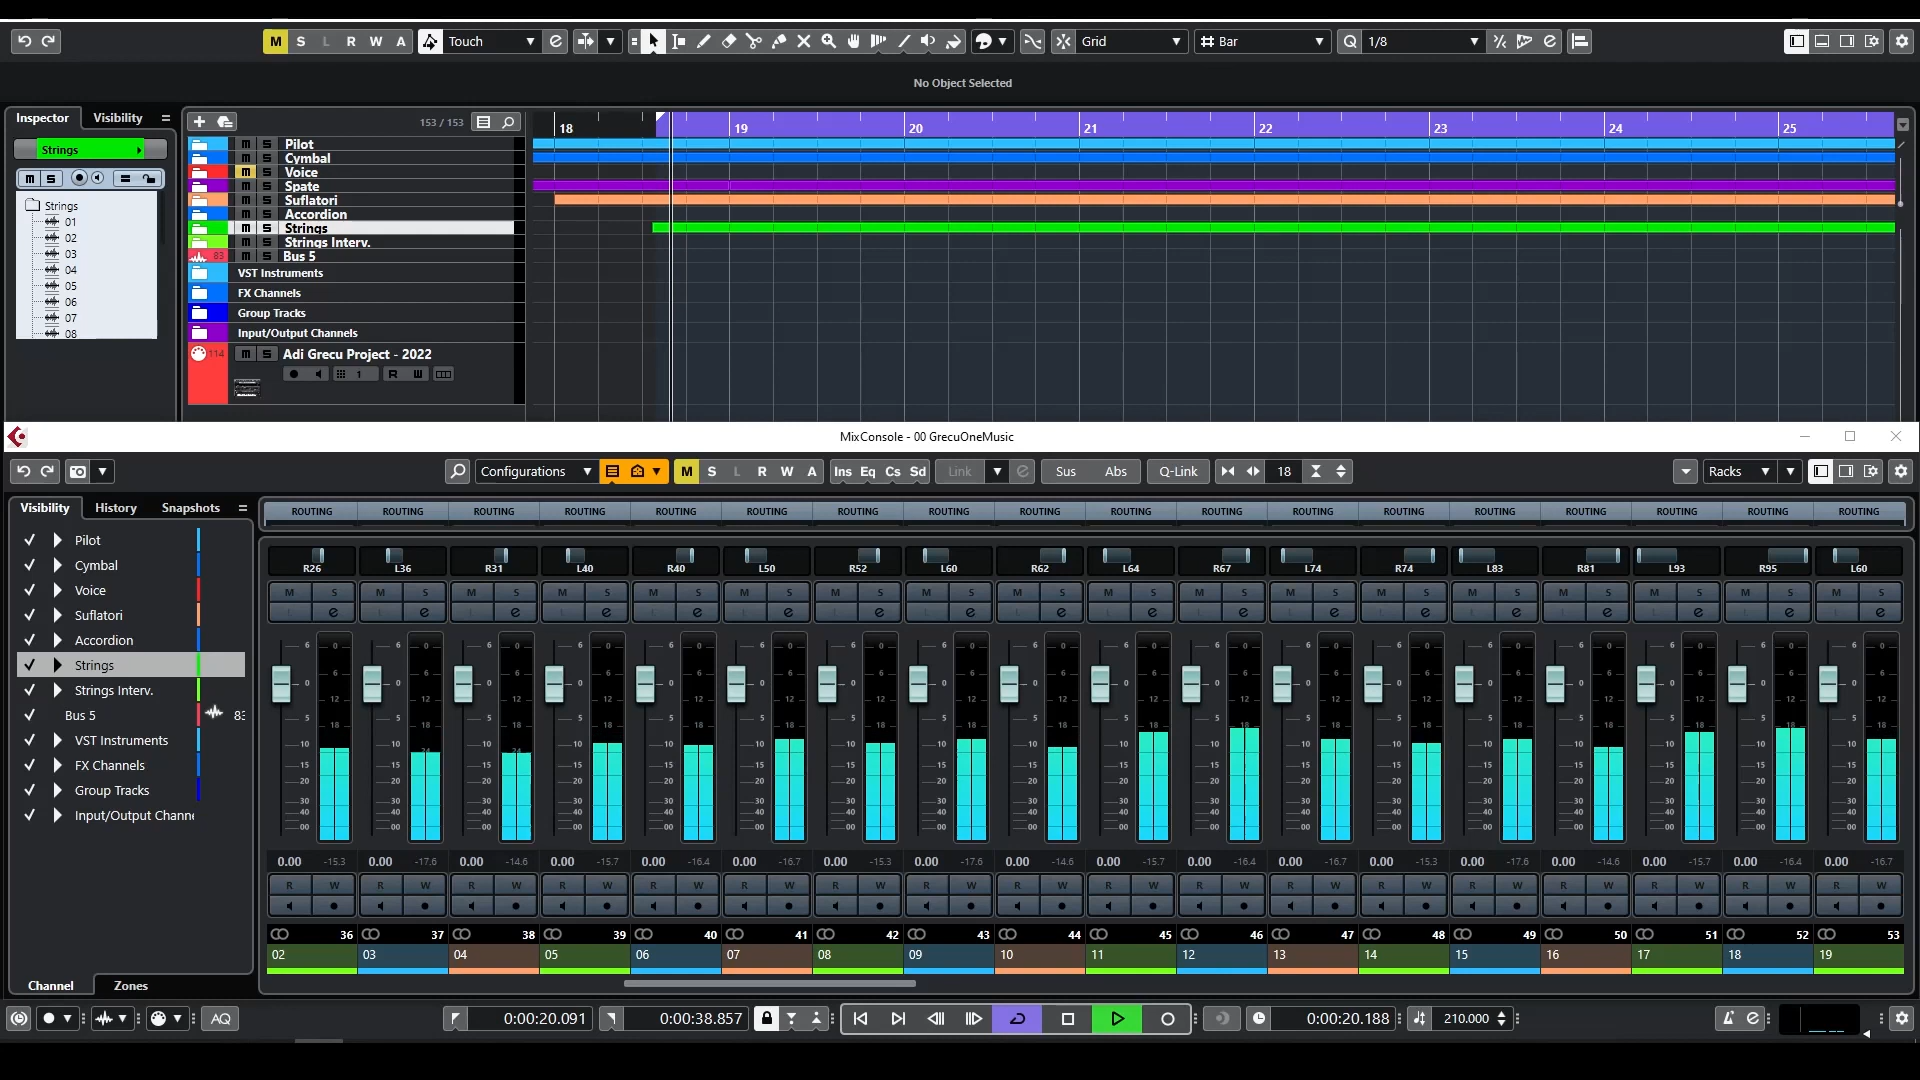 M S L R W A Touch Grid Bar 1/8
No Object Selected
Inspector Visibility
153 / 153
18 19 20 21 22 23 24 25
Strings
M S
Strings
01
02
03
04
05
06
07
08
M S Pilot
M S Cymbal
M S Voice
M S Spate
M S Suflatori
M S Accordion
M S Strings
M S Strings Interv.
83 M S Bus 5
VST Instruments
FX Channels
Group Tracks
Input/Output Channels
114 M S Adi Grecu Project - 2022
1 R W
MixConsole - 00 GrecuOneMusic
Configurations M S L R W A Ins Eq Cs Sd Link Sus Abs Q-Link 18 Racks
Visibility History Snapshots
Pilot
Cymbal
Voice
Suflatori
Accordion
Strings
Strings Interv.
Bus 5 83
VST Instruments
FX Channels
Group Tracks
Input/Output Channe
Channel Zones
ROUTING ROUTING ROUTING ROUTING ROUTING ROUTING ROUTING ROUTING ROUTING ROUTING ROUTING ROUTING ROUTING ROUTING ROUTING ROUTING ROUTING ROUTING
R26 L36 R31 L40 R40 L50 R52 L60 R62 L64 R67 L74 R74 L83 R81 L93 R95 L60
M S M S M S M S M S M S M S M S M S M S M S M S M S M S M S M S M S M S
0.00 -15.3 0.00 -17.6 0.00 -14.6 0.00 -15.7 0.00 -16.4 0.00 -16.7 0.00 -15.3 0.00 -17.6 0.00 -14.6 0.00 -15.7 0.00 -16.4 0.00 -16.7 0.00 -15.3 0.00 -17.6 0.00 -14.6 0.00 -15.7 0.00 -16.4 0.00 -16.7
R W R W R W R W R W R W R W R W R W R W R W R W R W R W R W R W R W R W
36 37 38 39 40 41 42 43 44 45 46 47 48 49 50 51 52 53
02 03 04 05 06 07 08 09 10 11 12 13 14 15 16 17 18 19
AQ 0:00:20.091 0:00:38.857 0:00:20.188 210.000